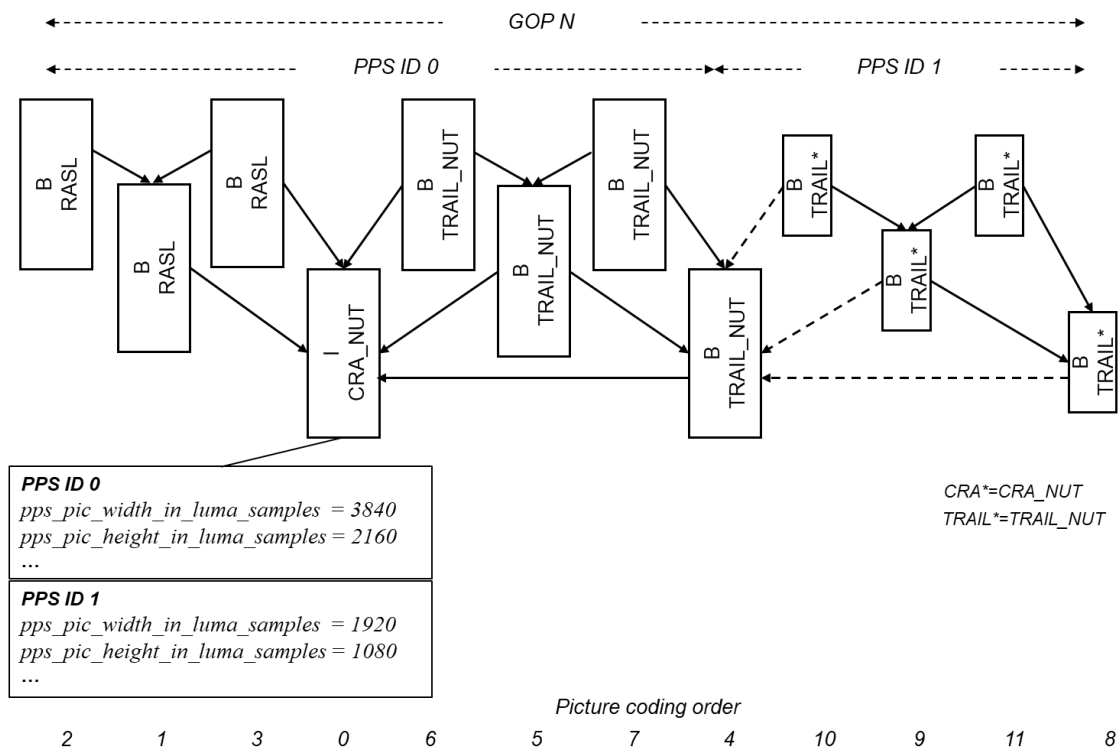 GOP N
PPS ID 0
PPS ID 1
B
RASL
B
RASL
B
RASL
I
CRA_NUT
B
TRAIL_NUT
B
TRAIL_NUT
B
TRAIL_NUT
B
TRAIL_NUT
B
TRAIL*
B
TRAIL*
B
TRAIL*
B
TRAIL*
PPS ID 0
pps_pic_width_in_luma_samples = 3840
pps_pic_height_in_luma_samples = 2160
...
PPS ID 1
pps_pic_width_in_luma_samples = 1920
pps_pic_height_in_luma_samples = 1080
...
CRA*=CRA_NUT
TRAIL*=TRAIL_NUT
Picture coding order
2 1 3 0 6 5 7 4 10 9 11 8